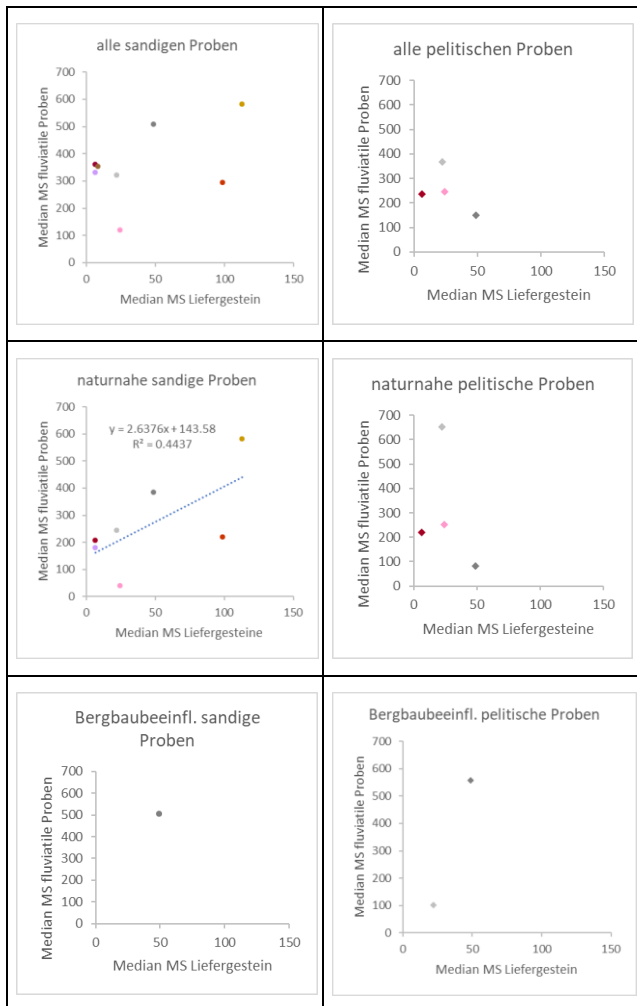 alle sandigen Proben
Median MS fluviatile Proben
700
600
500
400
300
200
100
0
0 50 100 150
Median MS Liefergestein
alle pelitischen Proben
Median MS fluviatile Proben
700
600
500
400
300
200
100
0
0 50 100 150
Median MS Liefergestein
naturnahe sandige Proben
Median MS fluviatile Proben
700
600
500
400
300
200
100
0
y = 2.6376x + 143.58
R² = 0.4437
0 50 100 150
Median MS Liefergesteine
naturnahe pelitische Proben
Median MS fluviatile Proben
700
600
500
400
300
200
100
0
0 50 100 150
Median MS Liefergesteine
Bergbaubeeinfl. sandige
Proben
Median MS fluviatile Proben
700
600
500
400
300
200
100
0
0 50 100 150
Median MS Liefergestein
Bergbaubeeinfl. pelitische Proben
Median MS fluviatile Proben
700
600
500
400
300
200
100
0
0 50 100 150
Median MS Liefergestein